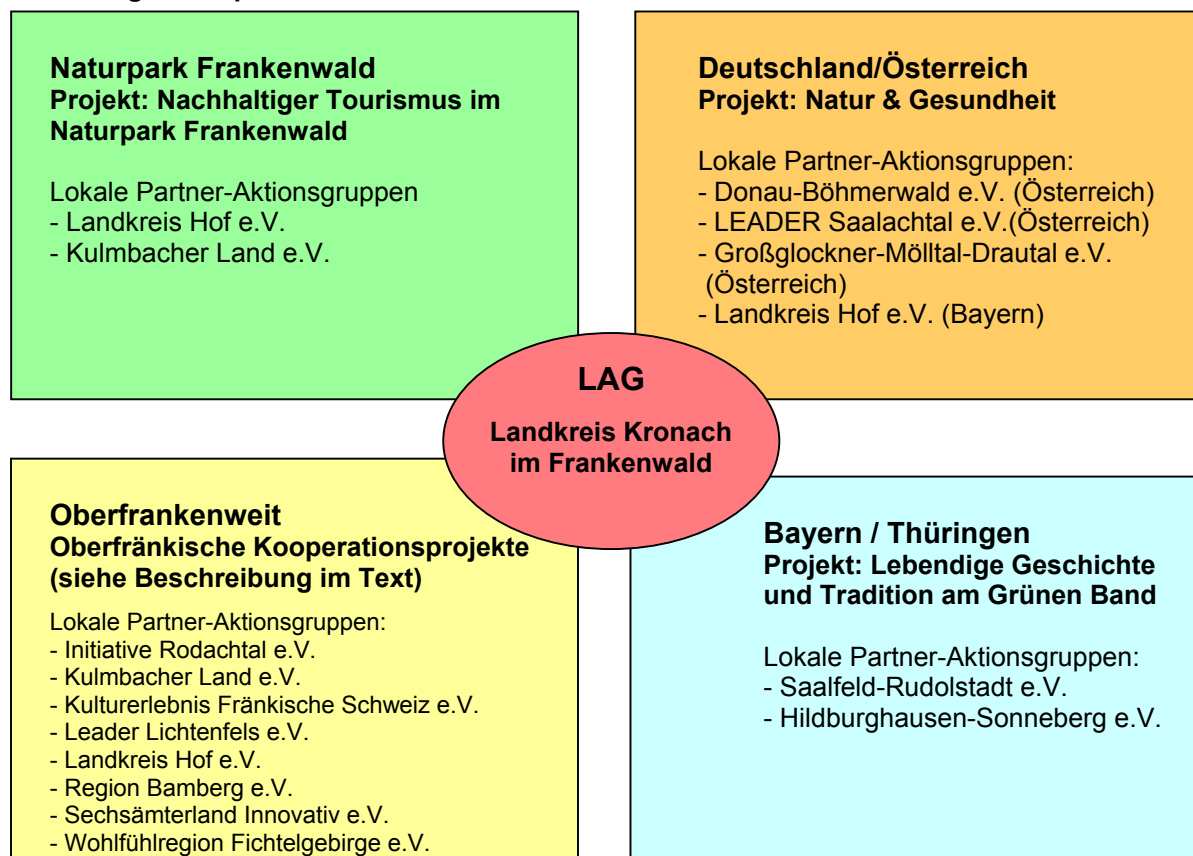 Naturpark Frankenwald
Projekt: Nachhaltiger Tourismus im
Naturpark Frankenwald
Lokale Partner-Aktionsgruppen
- Landkreis Hof e.V.
- Kulmbacher Land e.V.
Deutschland/Österreich
Projekt: Natur & Gesundheit
Lokale Partner-Aktionsgruppen:
- Donau-Böhmerwald e.V. (Österreich)
- LEADER Saalachtal e.V.(Österreich)
- Großglockner-Mölltal-Drautal e.V.
(Österreich)
- Landkreis Hof e.V. (Bayern)
LAG
Landkreis Kronach
im Frankenwald
Oberfrankenweit
Oberfränkische Kooperationsprojekte
(siehe Beschreibung im Text)
Lokale Partner-Aktionsgruppen:
- Initiative Rodachtal e.V.
- Kulmbacher Land e.V.
- Kulturerlebnis Fränkische Schweiz e.V.
- Leader Lichtenfels e.V.
- Landkreis Hof e.V.
- Region Bamberg e.V.
- Sechsämterland Innovativ e.V.
- Wohlfühlregion Fichtelgebirge e.V.
Bayern / Thüringen
Projekt: Lebendige Geschichte
und Tradition am Grünen Band
Lokale Partner-Aktionsgruppen:
- Saalfeld-Rudolstadt e.V.
- Hildburghausen-Sonneberg e.V.